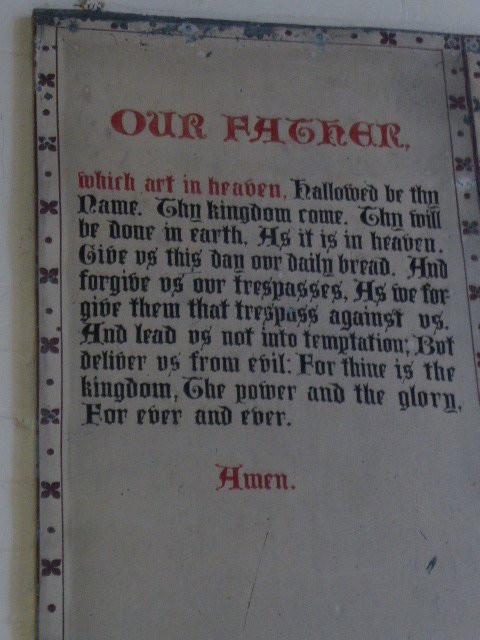 OUR FATHER,
which art in heaven, Hallowed be thy
Name. Thy kingdom come. Thy will
be done in earth, As it is in heaven.
Give vs this day ovr daily bread. And
forgive vs ovr trespasses, As we for
give them that trespass against vs.
And lead vs not into temptation; But
deliver vs from evil: For thine is the
kingdom, The power and the glory,
For ever and ever.
Amen.